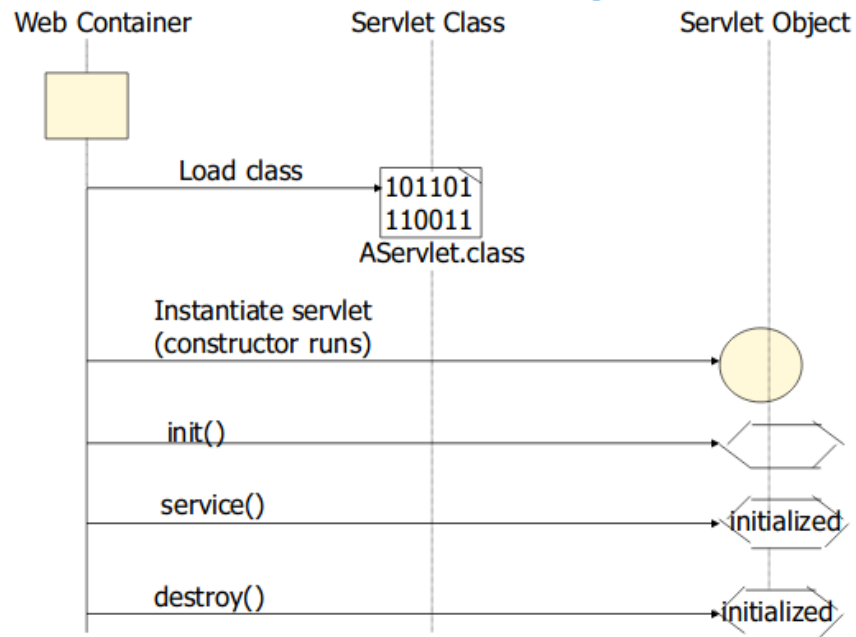 Web Container
Servlet Class
Servlet Object
Load class
101101
110011
AServlet.class
Instantiate servlet
(constructor runs)
init()
service()
initialized
destroy()
initialized